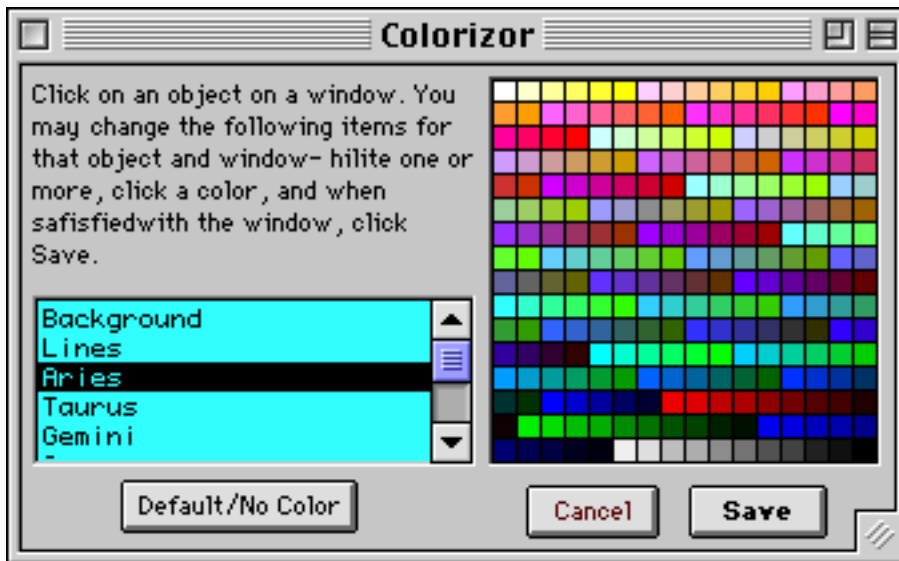 Colorizor
Click on an object on a window. You
may change the following items for
that object and window- hilite one or
more, click a color, and when
safisfiedwith the window, click
Save.
Background
Lines
Aries
Taurus
Gemini
Default/No Color
Cancel
Save